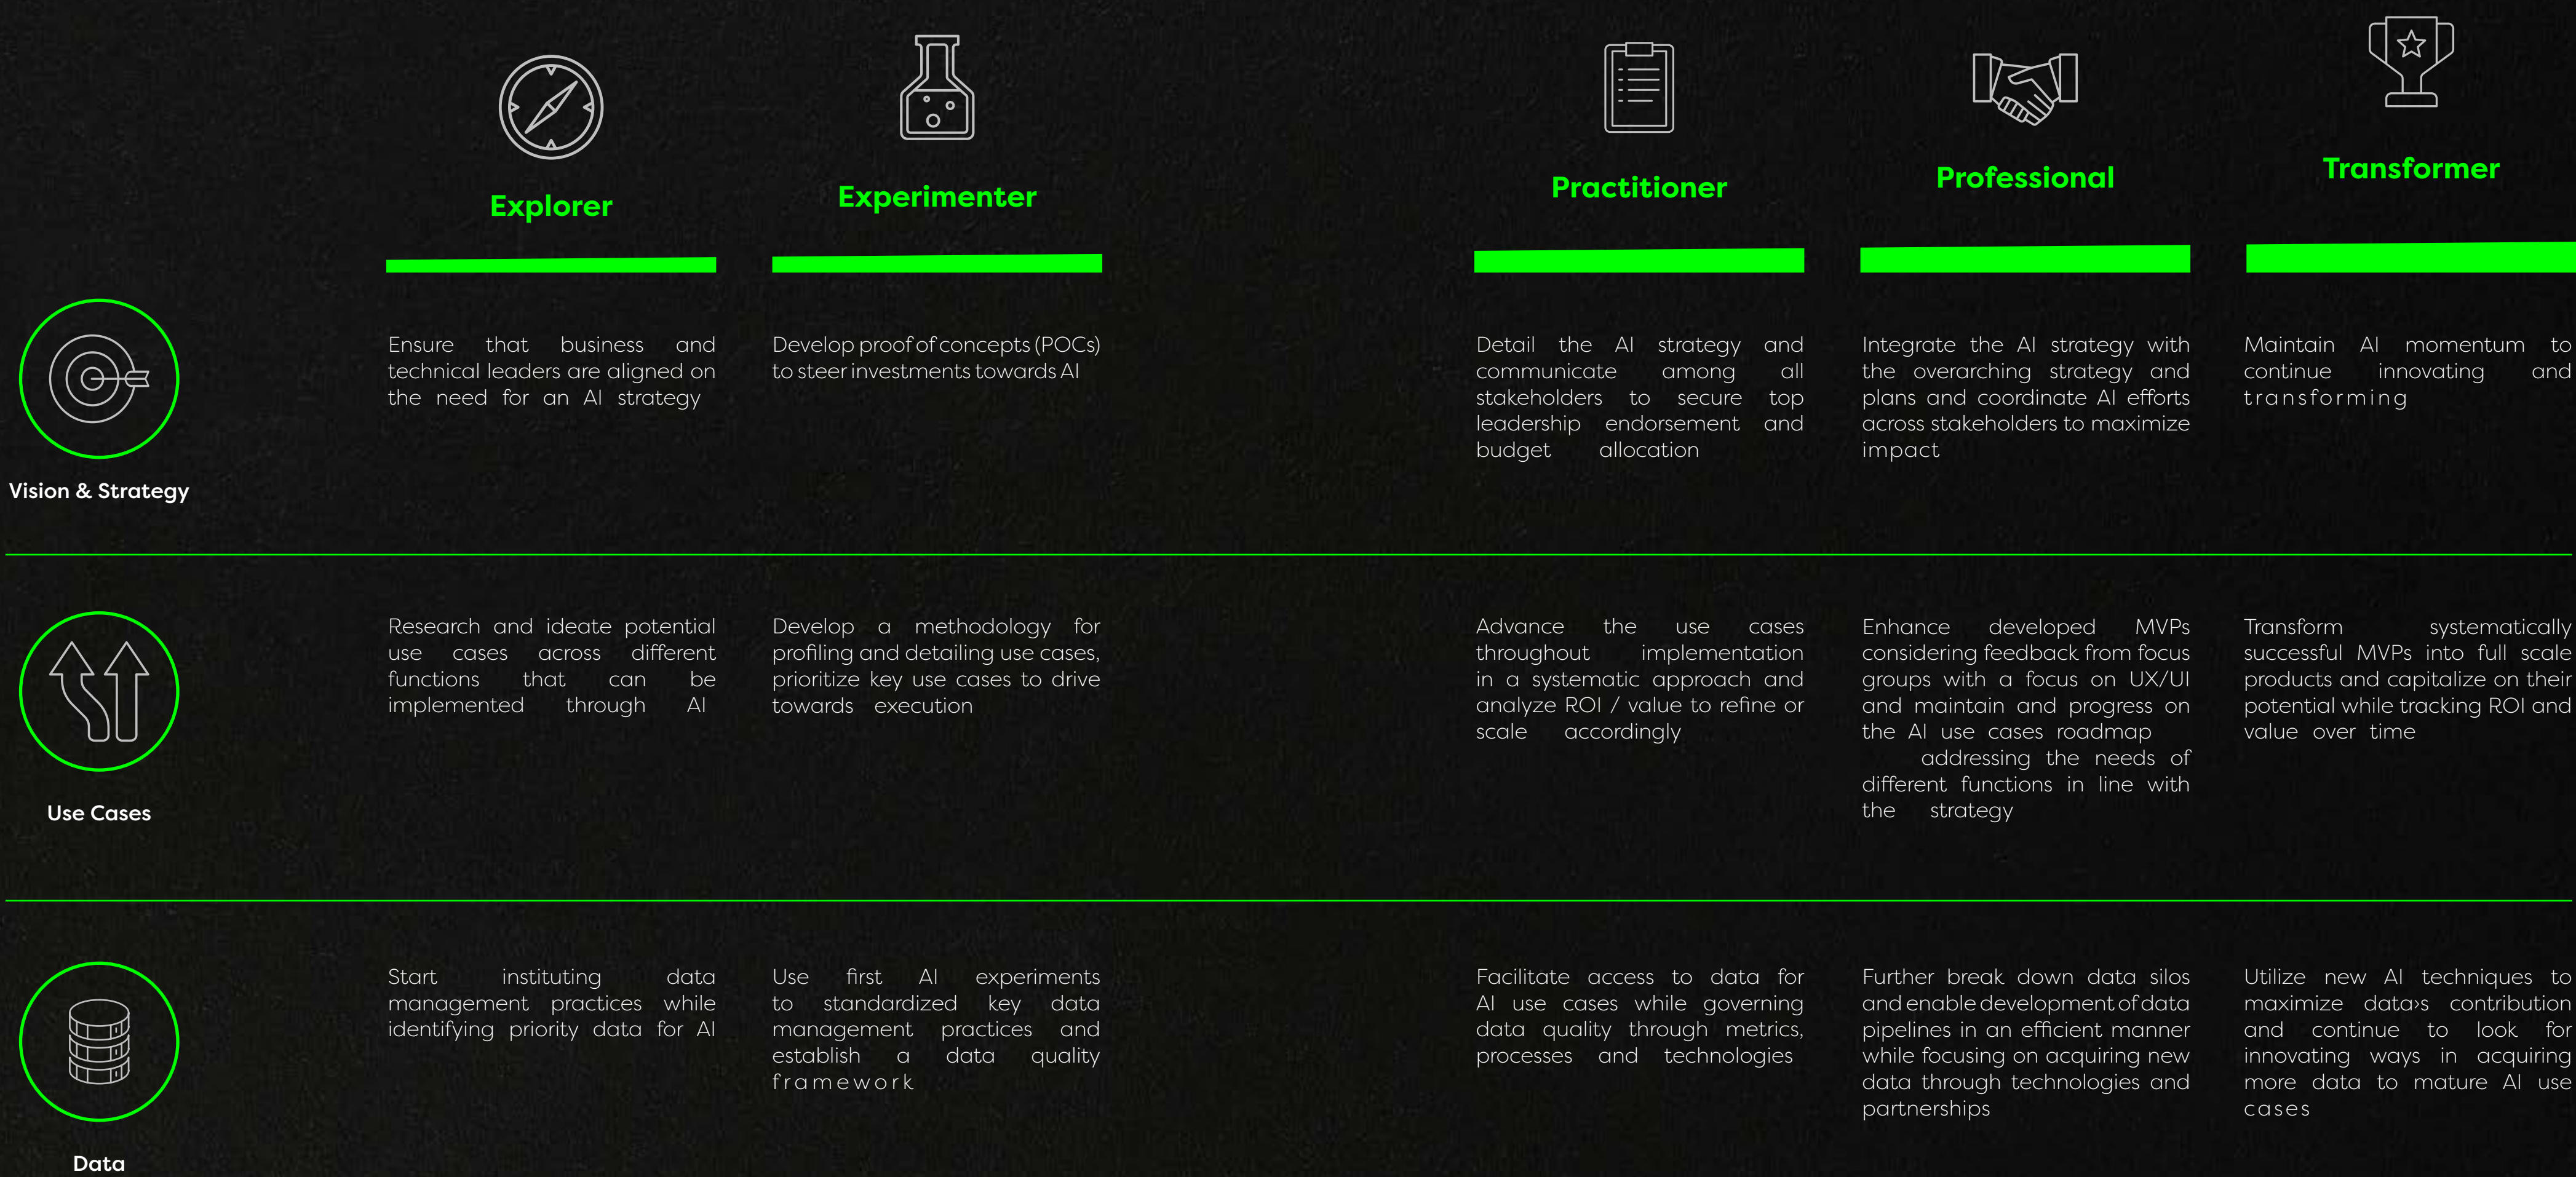 Explorer
Experimenter
Practitioner
Professional
Transformer
Vision & Strategy
Ensure that business and
technical leaders are aligned on
the need for an AI strategy
Develop proof of concepts (POCs)
to steer investments towards AI
Detail the AI strategy and
communicate among all
stakeholders to secure top
leadership endorsement and
budget allocation
Integrate the AI strategy with
the overarching strategy and
plans and coordinate AI efforts
across stakeholders to maximize
impact
Maintain AI momentum to
continue innovating and
transforming
Use Cases
Research and ideate potential
use cases across different
functions that can be
implemented through AI
Develop a methodology for
profiling and detailing use cases,
prioritize key use cases to drive
towards execution
Advance the use cases
throughout implementation
in a systematic approach and
analyze ROI / value to refine or
scale accordingly
Enhance developed MVPs
considering feedback from focus
groups with a focus on UX/UI
and maintain and progress on
the AI use cases roadmap
addressing the needs of
different functions in line with
the strategy
Transform systematically
successful MVPs into full scale
products and capitalize on their
potential while tracking ROI and
value over time
Data
Start instituting data
management practices while
identifying priority data for AI
Use first AI experiments
to standardized key data
management practices and
establish a data quality
framework
Facilitate access to data for
AI use cases while governing
data quality through metrics,
processes and technologies
Further break down data silos
and enable development of data
pipelines in an efficient manner
while focusing on acquiring new
data through technologies and
partnerships
Utilize new AI techniques to
maximize data›s contribution
and continue to look for
innovating ways in acquiring
more data to mature AI use
cases